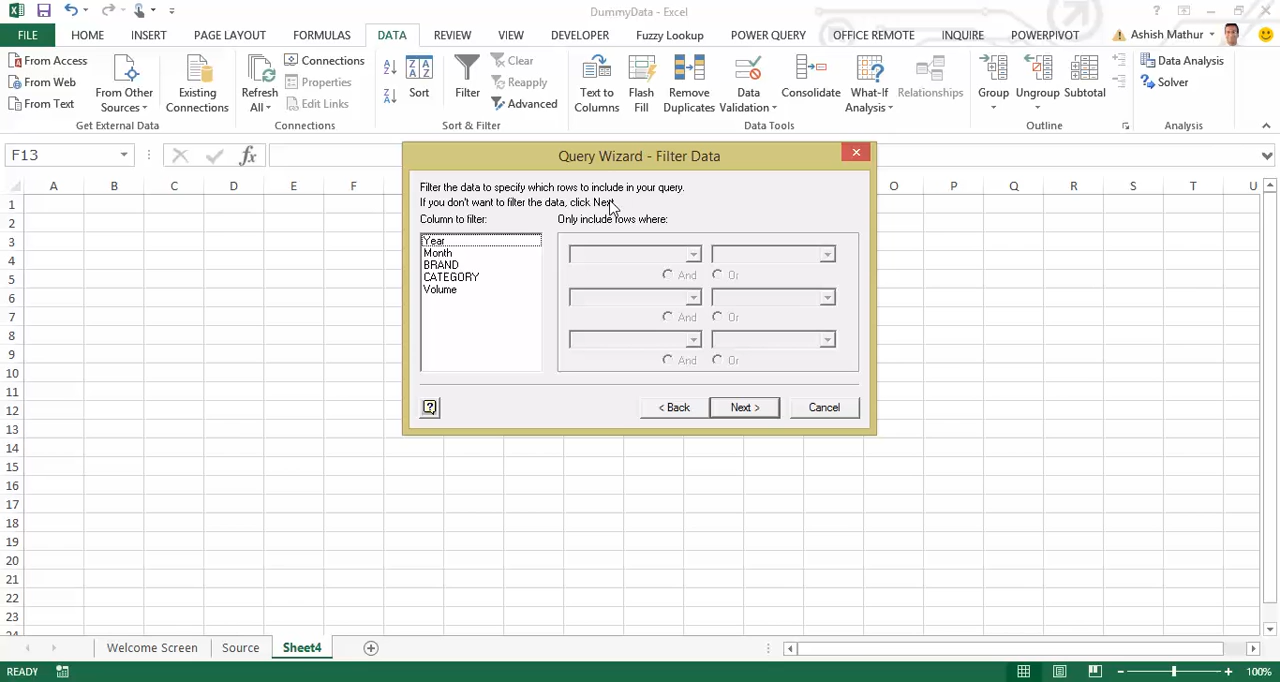 DummyData - Excel
?
FILE HOME INSERT PAGE LAYOUT FORMULAS DATA REVIEW VIEW DEVELOPER Fuzzy Lookup POWER QUERY OFFICE REMOTE INQUIRE POWERPIVOT Ashish Mathur
From Access
From Web
From Text
From Other Sources
Existing Connections
Get External Data
Refresh All
Connections
Properties
Edit Links
Connections
Sort
Filter
Clear
Reapply
Advanced
Sort & Filter
Text to Columns
Flash Fill
Remove Duplicates
Data Validation
Consolidate
What-If Analysis
Relationships
Data Tools
Group
Ungroup
Subtotal
Outline
Data Analysis
Solver
Analysis
F13
fx
A B C D E F O P Q R S T U
1
2
3
4
5
6
7
8
9
10
11
12
13
14
15
16
17
18
19
20
21
22
23
Query Wizard - Filter Data
Filter the data to specify which rows to include in your query.
If you don't want to filter the data, click Next.
Column to filter:
Only include rows where:
Year
Month
BRAND
CATEGORY
Volume
And Or
And Or
And Or
?
< Back Next > Cancel
Welcome Screen Source Sheet4
READY
100%